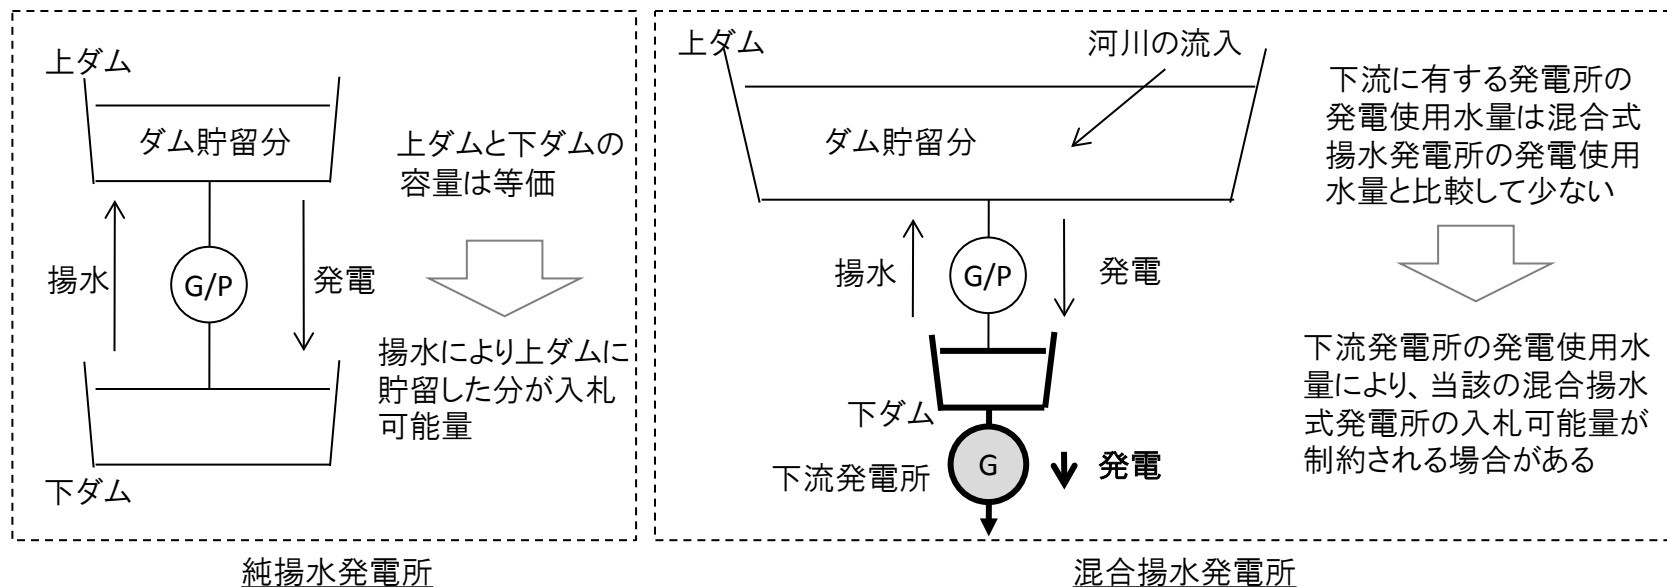 上ダム
ダム貯留分
揚水
G/P
発電
下ダム
上ダムと下ダムの
容量は等価
揚水により上ダムに
貯留した分が入札
可能量
純揚水発電所
上ダム
河川の流入
ダム貯留分
揚水
G/P
発電
下ダム
下流発電所
G
発電
下流に有する発電所の
発電使用水量は混合式
揚水発電所の発電使用
水量と比較して少ない
下流発電所の発電使用水
量により、当該の混合揚水
式発電所の入札可能量が
制約される場合がある
混合揚水発電所